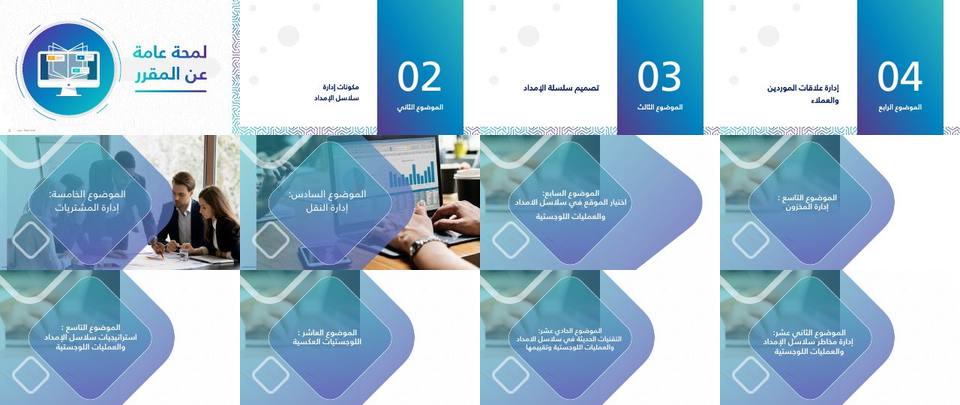 لمحة عامة
عن المقرر
02
الموضوع الثاني
مكونات إدارة
سلاسل الإمداد
03
الموضوع الثالث
تصميم سلسلة الإمداد
04
الموضوع الرابع
إدارة علاقات الموردين
والعملاء
الموضوع الخامسة:
إدارة المشتريات
الموضوع السادس:
إدارة النقل
الموضوع السابع:
اختيار الموقع في سلاسل الامداد
والعمليات اللوجستية
الموضوع التاسع :
إدارة المخزون
الموضوع التاسع :
استراتيجيات سلاسل الإمداد
والعمليات اللوجستية
الموضوع العاشر :
اللوجستيات العكسية
الموضوع الحادي عشر:
التقنيات الحديثة في سلاسل الامداد
والعمليات اللوجستية وتقييمها
الموضوع الثاني عشر:
إدارة مخاطر سلاسل الإمداد
والعمليات اللوجستية